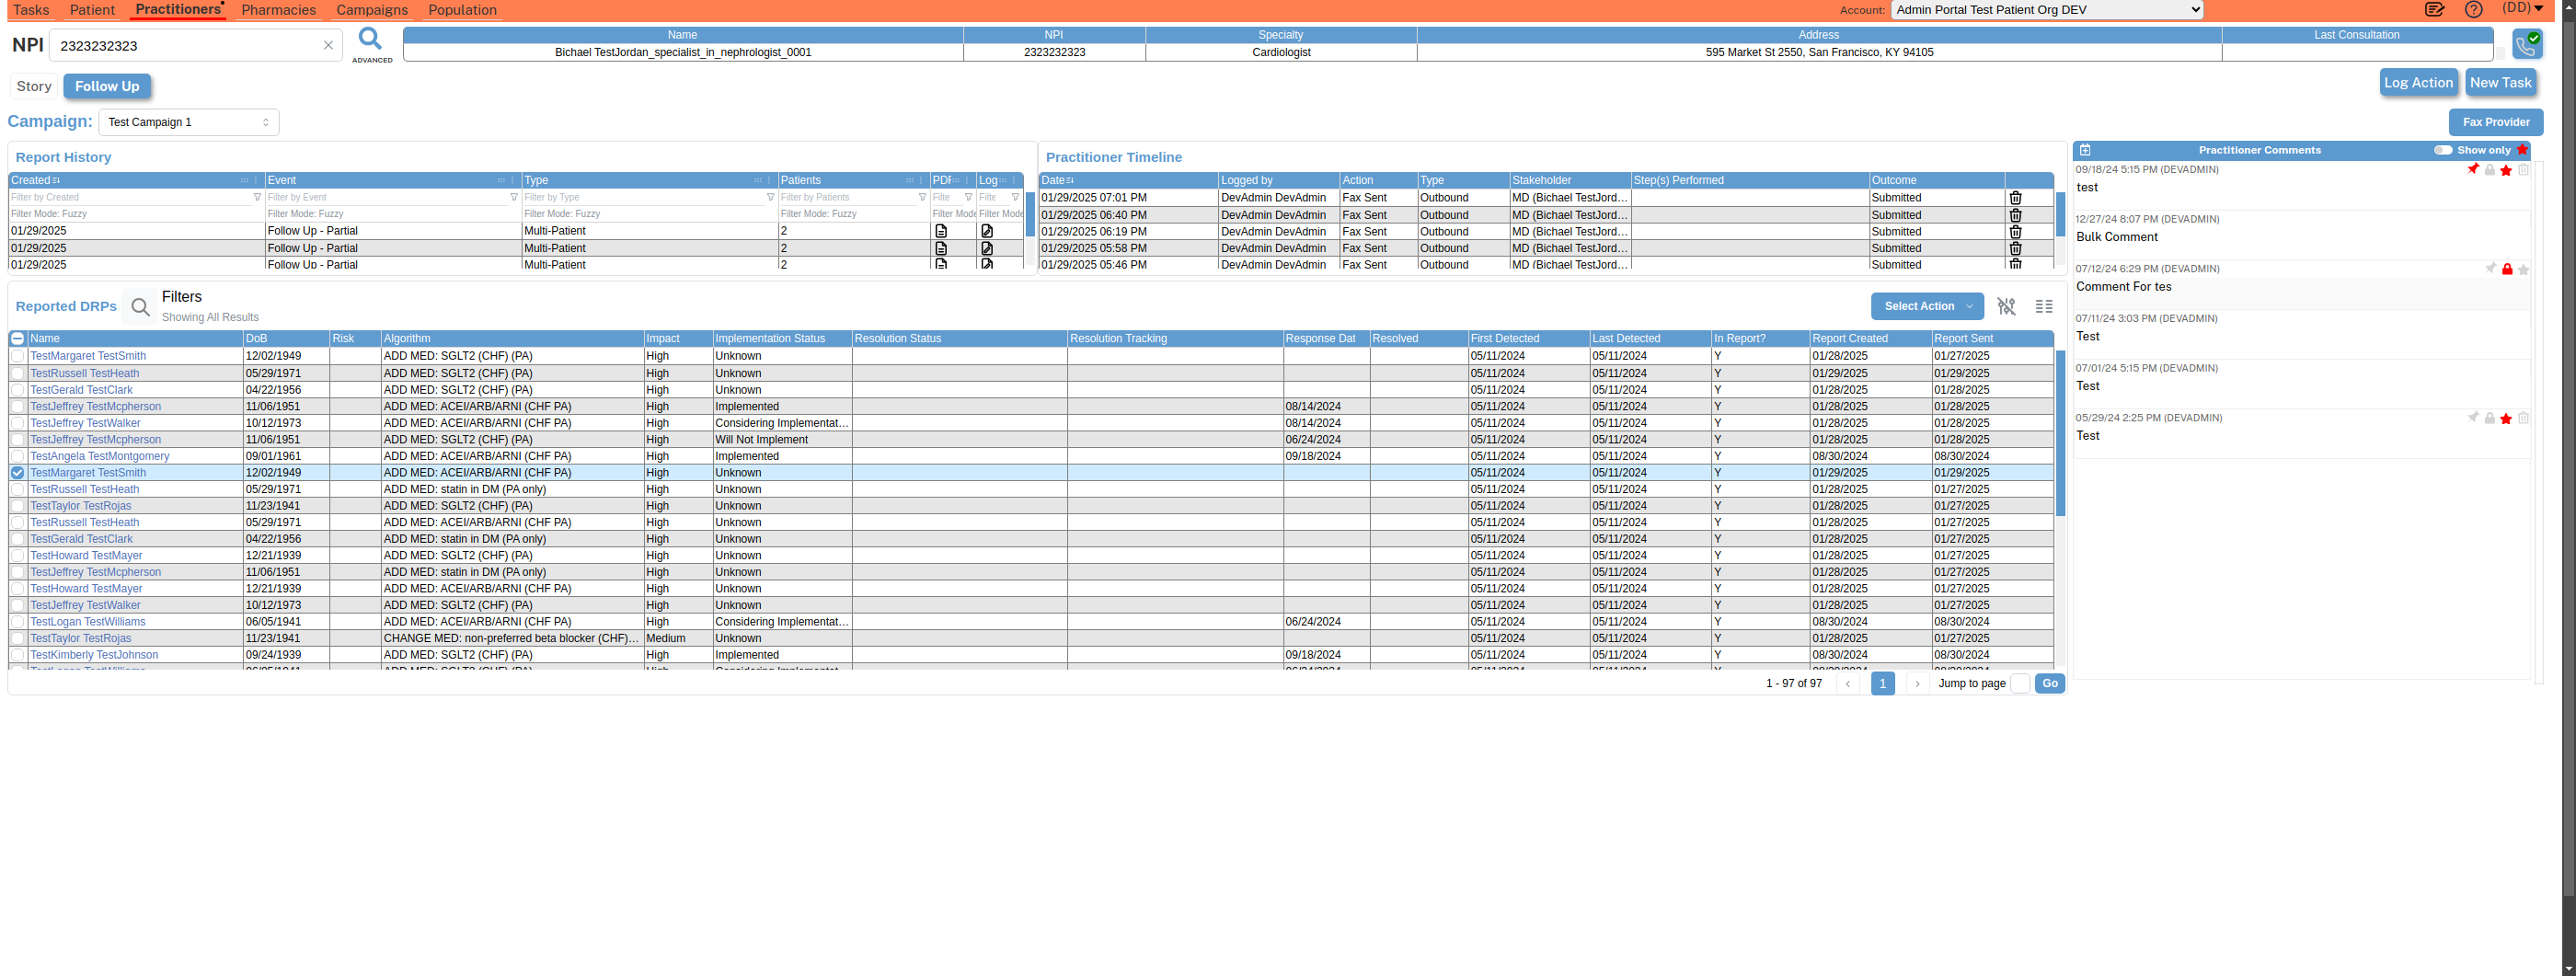 Tasks Patient Practitioners Pharmacies Campaigns Population Account: Admin Portal Test Patient Org DEV (DD)
NPI 2323232323 ADVANCED
Name NPI Specialty Address Last Consultation
Bichael TestJordan_specialist_in_nephrologist_0001 2323232323 Cardiologist 595 Market St 2550, San Francisco, KY 94105
Story Follow Up Log Action New Task
Campaign: Test Campaign 1 Fax Provider
Report History
Created Event Type Patients PDF Log
Filter by Created Filter by Event Filter by Type Filter by Patients Filte Filte
Filter Mode: Fuzzy Filter Mode: Fuzzy Filter Mode: Fuzzy Filter Mode: Fuzzy Filter Mode Filter Mode
01/29/2025 Follow Up - Partial Multi-Patient 2
01/29/2025 Follow Up - Partial Multi-Patient 2
01/29/2025 Follow Up - Partial Multi-Patient 2
Practitioner Timeline
Date Logged by Action Type Stakeholder Step(s) Performed Outcome
01/29/2025 07:01 PM DevAdmin DevAdmin Fax Sent Outbound MD (Bichael TestJord... Submitted
01/29/2025 06:40 PM DevAdmin DevAdmin Fax Sent Outbound MD (Bichael TestJord... Submitted
01/29/2025 06:19 PM DevAdmin DevAdmin Fax Sent Outbound MD (Bichael TestJord... Submitted
01/29/2025 05:58 PM DevAdmin DevAdmin Fax Sent Outbound MD (Bichael TestJord... Submitted
01/29/2025 05:46 PM DevAdmin DevAdmin Fax Sent Outbound MD (Bichael TestJord... Submitted
Practitioner Comments Show only
09/18/24 5:15 PM (DEVADMIN)
test
12/27/24 8:07 PM (DEVADMIN)
Bulk Comment
07/12/24 6:29 PM (DEVADMIN)
Comment For tes
07/11/24 3:03 PM (DEVADMIN)
Test
07/01/24 5:15 PM (DEVADMIN)
Test
05/29/24 2:25 PM (DEVADMIN)
Test
Reported DRPs Filters Select Action
Showing All Results
Name DoB Risk Algorithm Impact Implementation Status Resolution Status Resolution Tracking Response Dat Resolved First Detected Last Detected In Report? Report Created Report Sent
TestMargaret TestSmith 12/02/1949 ADD MED: SGLT2 (CHF) (PA) High Unknown 05/11/2024 05/11/2024 Y 01/28/2025 01/27/2025
TestRussell TestHeath 05/29/1971 ADD MED: SGLT2 (CHF) (PA) High Unknown 05/11/2024 05/11/2024 Y 01/29/2025 01/29/2025
TestGerald TestClark 04/22/1956 ADD MED: SGLT2 (CHF) (PA) High Unknown 05/11/2024 05/11/2024 Y 01/28/2025 01/28/2025
TestJeffrey TestMcpherson 11/06/1951 ADD MED: ACEI/ARB/ARNI (CHF PA) High Implemented 08/14/2024 05/11/2024 05/11/2024 Y 01/28/2025 01/28/2025
TestJeffrey TestWalker 10/12/1973 ADD MED: ACEI/ARB/ARNI (CHF PA) High Considering Implementat... 08/14/2024 05/11/2024 05/11/2024 Y 01/28/2025 01/28/2025
TestJeffrey TestMcpherson 11/06/1951 ADD MED: SGLT2 (CHF) (PA) High Will Not Implement 06/24/2024 05/11/2024 05/11/2024 Y 01/28/2025 01/28/2025
TestAngela TestMontgomery 09/01/1961 ADD MED: ACEI/ARB/ARNI (CHF PA) High Implemented 09/18/2024 05/11/2024 05/11/2024 Y 08/30/2024 08/30/2024
TestMargaret TestSmith 12/02/1949 ADD MED: ACEI/ARB/ARNI (CHF PA) High Unknown 05/11/2024 05/11/2024 Y 01/29/2025 01/29/2025
TestRussell TestHeath 05/29/1971 ADD MED: statin in DM (PA only) High Unknown 05/11/2024 05/11/2024 Y 01/28/2025 01/27/2025
TestTaylor TestRojas 11/23/1941 ADD MED: SGLT2 (CHF) (PA) High Unknown 05/11/2024 05/11/2024 Y 01/28/2025 01/27/2025
TestRussell TestHeath 05/29/1971 ADD MED: ACEI/ARB/ARNI (CHF PA) High Unknown 05/11/2024 05/11/2024 Y 01/28/2025 01/27/2025
TestGerald TestClark 04/22/1956 ADD MED: statin in DM (PA only) High Unknown 05/11/2024 05/11/2024 Y 01/28/2025 01/27/2025
TestHoward TestMayer 12/21/1939 ADD MED: SGLT2 (CHF) (PA) High Unknown 05/11/2024 05/11/2024 Y 01/28/2025 01/27/2025
TestJeffrey TestMcpherson 11/06/1951 ADD MED: statin in DM (PA only) High Unknown 05/11/2024 05/11/2024 Y 01/28/2025 01/27/2025
TestHoward TestMayer 12/21/1939 ADD MED: ACEI/ARB/ARNI (CHF PA) High Unknown 05/11/2024 05/11/2024 Y 01/28/2025 01/27/2025
TestJeffrey TestWalker 10/12/1973 ADD MED: SGLT2 (CHF) (PA) High Unknown 05/11/2024 05/11/2024 Y 01/28/2025 01/27/2025
TestLogan TestWilliams 06/05/1941 ADD MED: ACEI/ARB/ARNI (CHF PA) High Considering Implementat... 06/24/2024 05/11/2024 05/11/2024 Y 08/30/2024 08/30/2024
TestTaylor TestRojas 11/23/1941 CHANGE MED: non-preferred beta blocker (CHF)... Medium Unknown 05/11/2024 05/11/2024 Y 01/28/2025 01/27/2025
TestKimberly TestJohnson 09/24/1939 ADD MED: SGLT2 (CHF) (PA) High Implemented 09/18/2024 05/11/2024 05/11/2024 Y 08/30/2024 08/30/2024
1 - 97 of 97 1 Jump to page Go